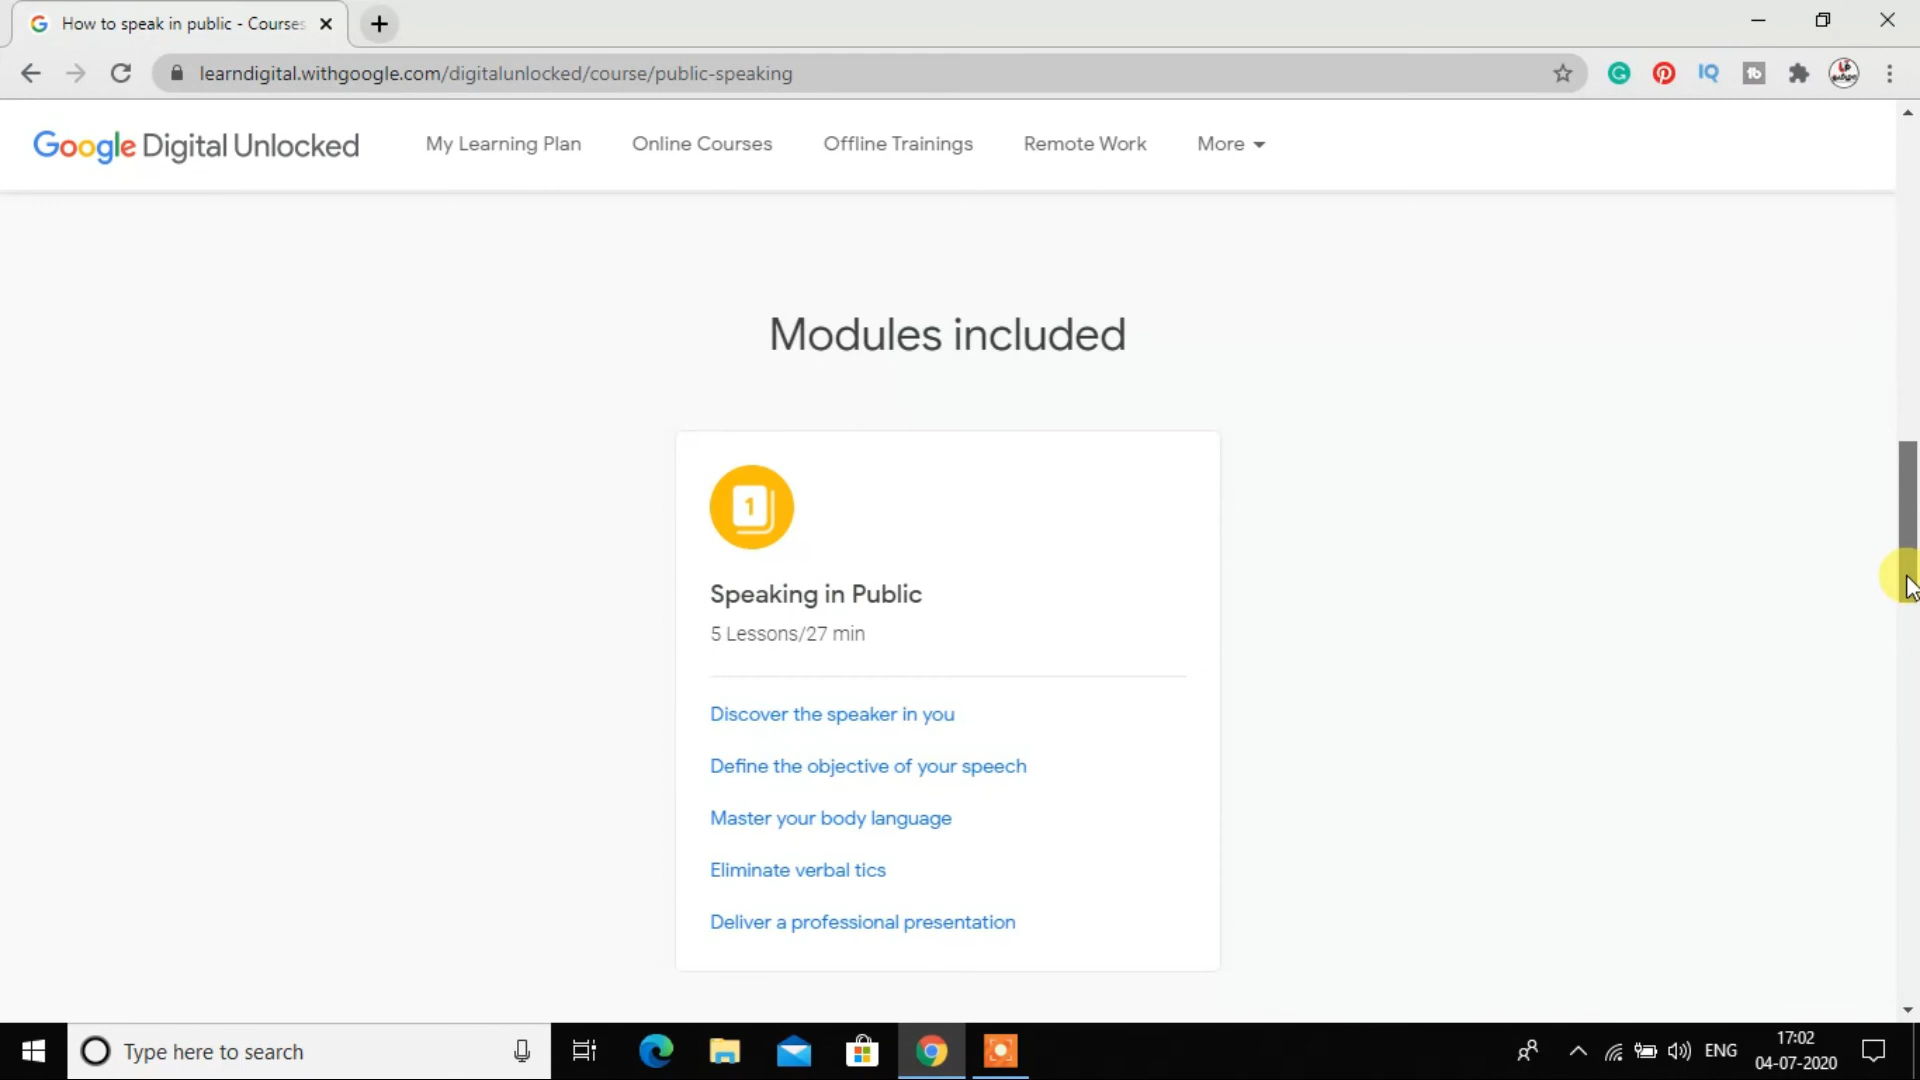 How to speak in public - Courses
learndigital.withgoogle.com/digitalunlocked/course/public-speaking
Google Digital Unlocked
My Learning Plan
Online Courses
Offline Trainings
Remote Work
More
Modules included
1
Speaking in Public
5 Lessons/27 min
Discover the speaker in you
Define the objective of your speech
Master your body language
Eliminate verbal tics
Deliver a professional presentation
Type here to search
ENG
17:02
04-07-2020